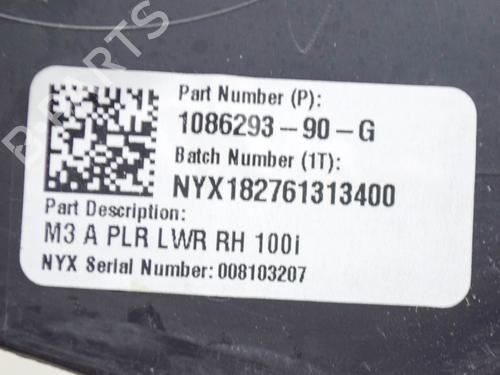 B-PARTS
Part Number (P):
1086293-90-G
Batch Number (1T):
NYX182761313400
Part Description:
M3 A PLR LWR RH 100i
NYX Serial Number: 008103207